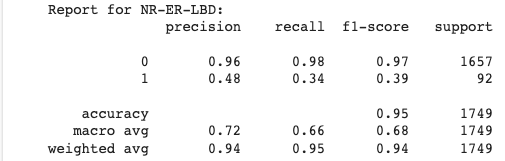 Report for NR-ER-LBD:
precision recall f1-score support
0 0.96 0.98 0.97 1657
1 0.48 0.34 0.39 92
accuracy 0.95 1749
macro avg 0.72 0.66 0.68 1749
weighted avg 0.94 0.95 0.94 1749